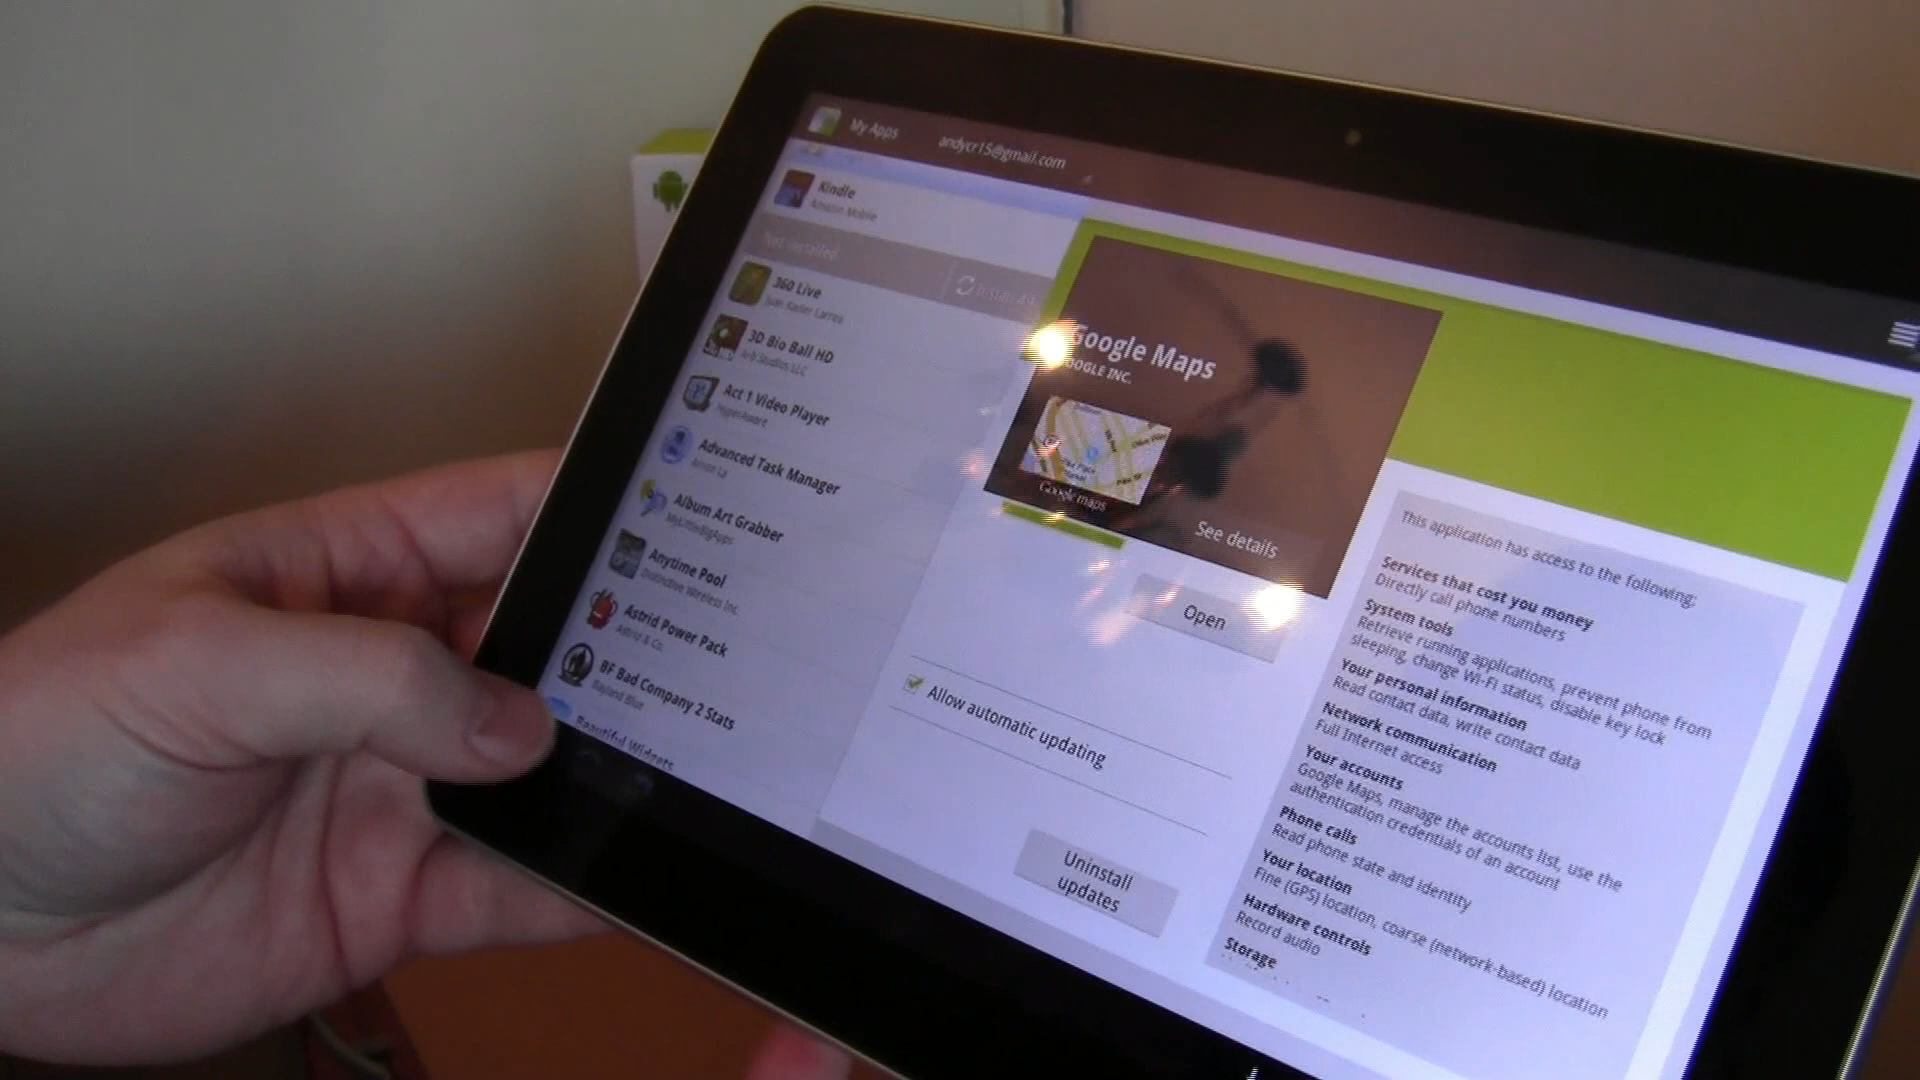 My Apps
andycr15@gmail.com
Kindle
Amazon Mobile
Not installed
360 Live
Juan Xavier Larrea
3D Bio Ball HD
Arb Studios LLC
Act 1 Video Player
HyperAware
Advanced Task Manager
Arron La
Album Art Grabber
MyLittleBigApps
Anytime Pool
Distinctive Wireless Inc.
Astrid Power Pack
Astrid & Co.
BF Bad Company 2 Stats
Bayland Blue
Beautiful Widgets
Google Maps
GOOGLE INC.
Google maps
See details
Open
Allow automatic updating
Uninstall
updates
This application has access to the following:
Services that cost you money
Directly call phone numbers
System tools
Retrieve running applications, prevent phone from
sleeping, change Wi-Fi status, disable key lock
Your personal information
Read contact data, write contact data
Network communication
Full Internet access
Your accounts
Google Maps, manage the accounts list, use the
authentication credentials of an account
Phone calls
Read phone state and identity
Your location
Fine (GPS) location, coarse (network-based) location
Hardware controls
Record audio
Storage